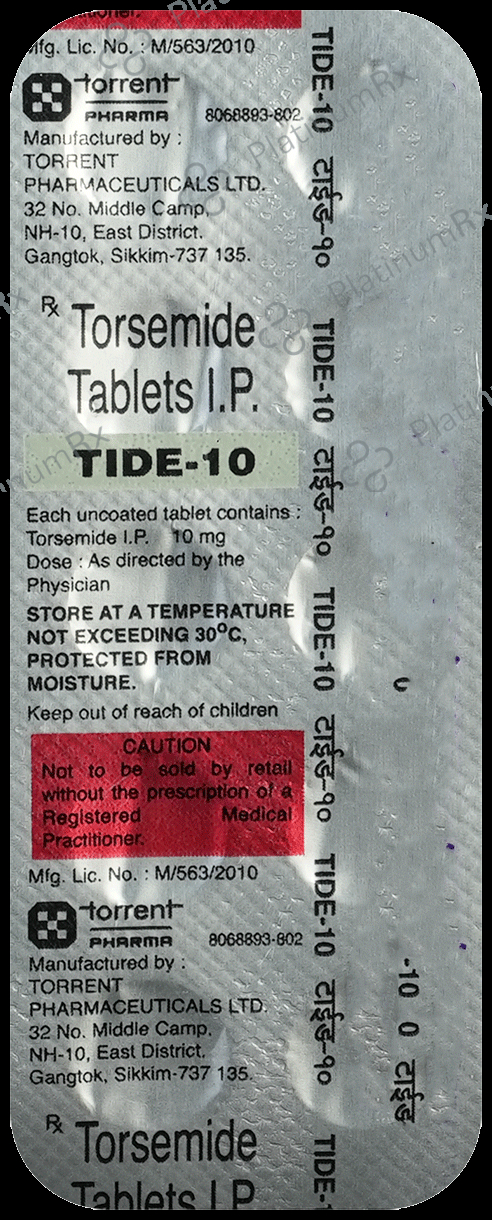 Mfg. Lic. No. : M/563/2010
torrent
PHARMA 8068893-802
Manufactured by :
TORRENT
PHARMACEUTICALS LTD.
32 No. Middle Camp,
NH-10, East District.
Gangtok, Sikkim-737 135.
Rx Torsemide
Tablets I.P.
TIDE-10
Each uncoated tablet contains :
Torsemide I.P. 10 mg
Dose : As directed by the
Physician
STORE AT A TEMPERATURE
NOT EXCEEDING 30°C,
PROTECTED FROM
MOISTURE.
Keep out of reach of children
CAUTION
Not to be sold by retail
without the prescription of a
Registered Medical
Practitioner.
Mfg. Lic. No. : M/563/2010
torrent
PHARMA 8068893-802
Manufactured by :
TORRENT
PHARMACEUTICALS LTD.
32 No. Middle Camp,
NH-10, East District.
Gangtok, Sikkim-737 135.
Rx Torsemide
Tablets I.P.
TIDE-10 टाईड-१० TIDE-10 टाईड-१० TIDE-10 टाईड-१० TIDE-10 टाईड-१० TIDE-1
-10 0 टाईड
PlatinumRx
PlatinumRx
PlatinumRx